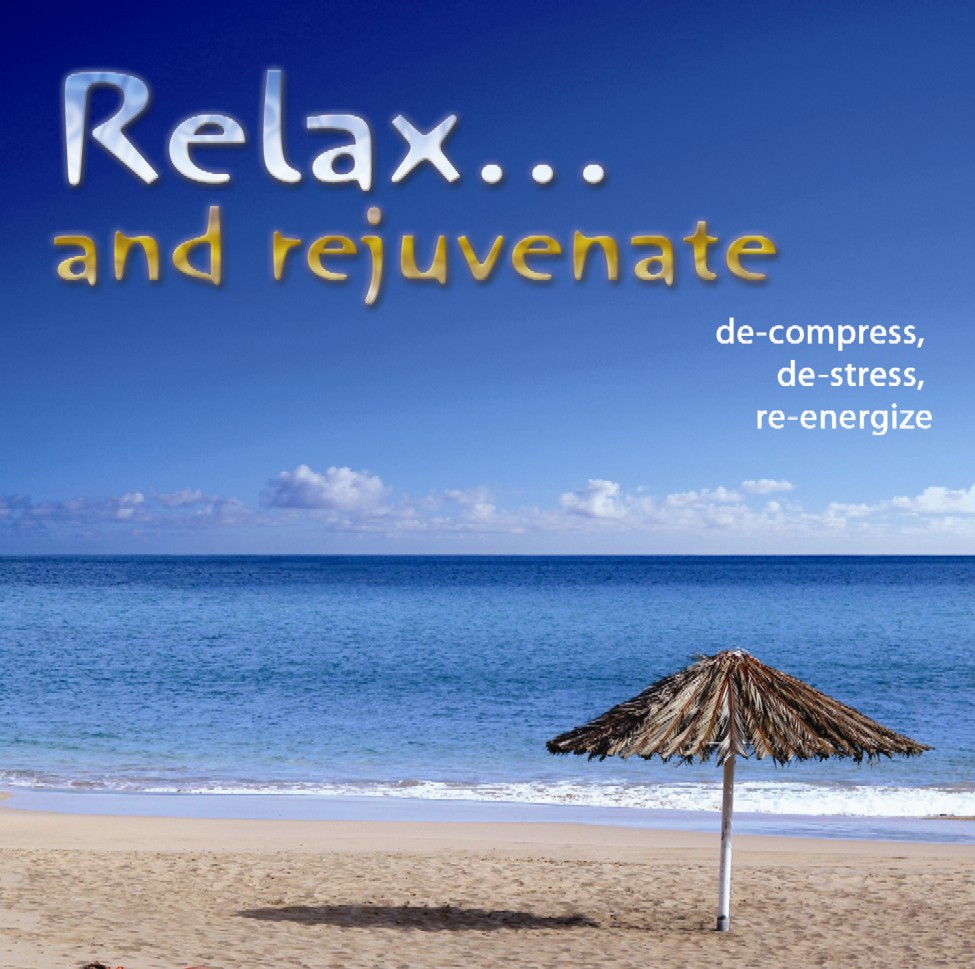 Relax...
and rejuvenate
de-compress,
de-stress,
re-energize